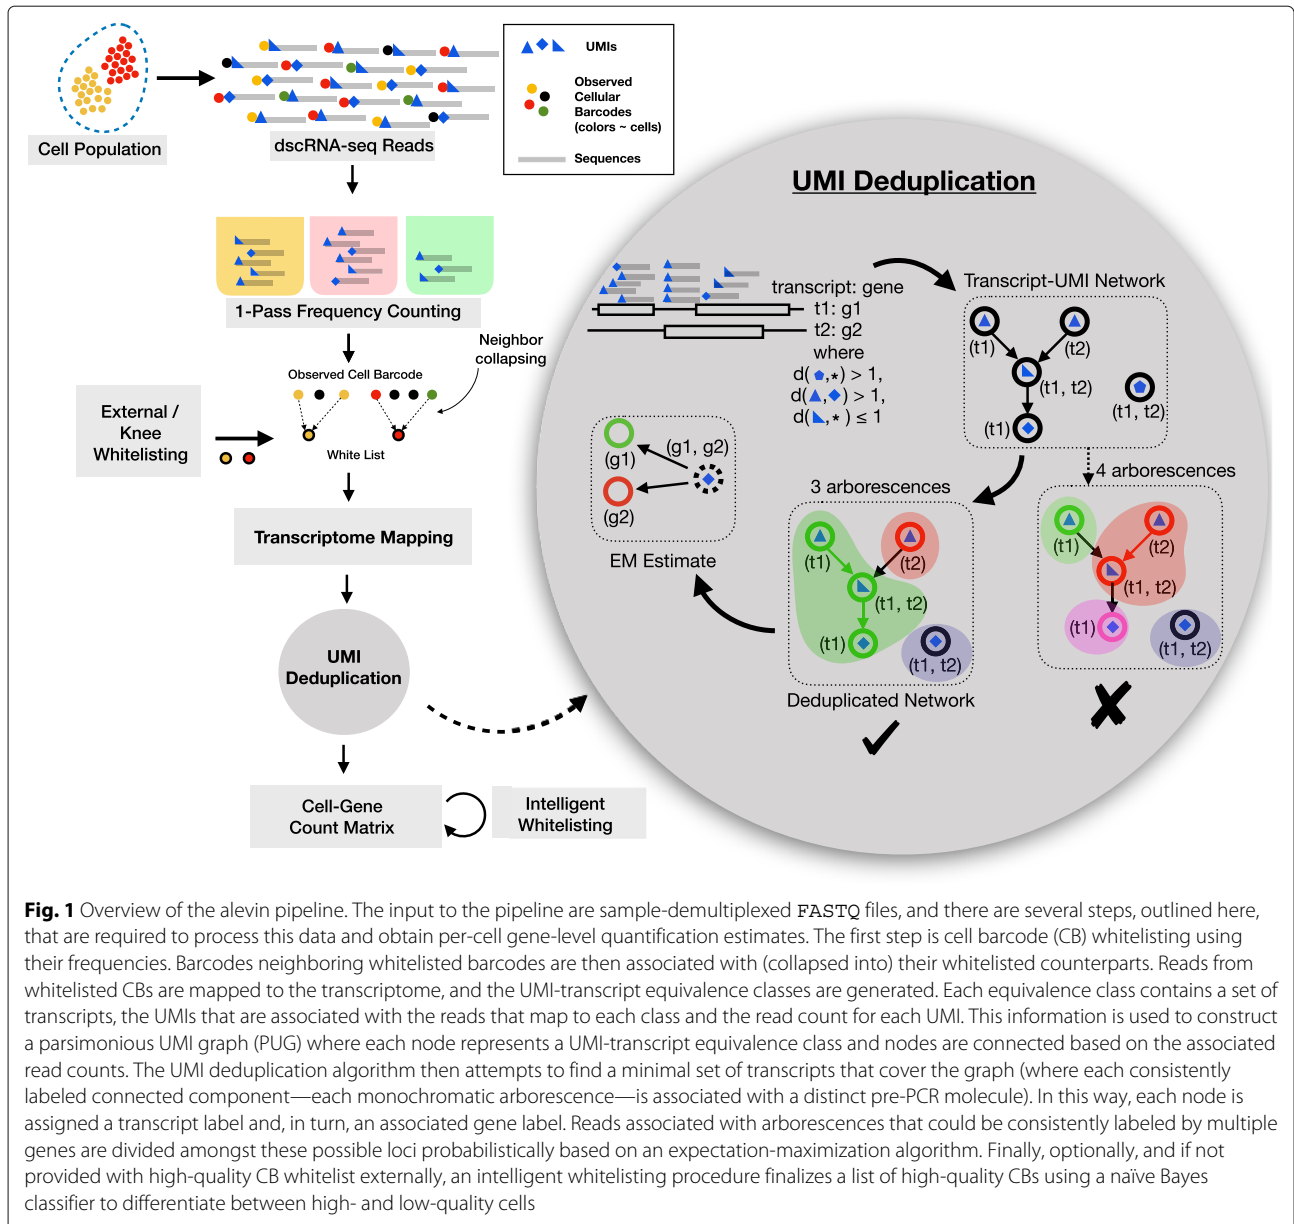 Cell Population
dscRNA-seq Reads
UMIs
Observed
Cellular
Barcodes
(colors ~ cells)
Sequences
1-Pass Frequency Counting
Neighbor
collapsing
Observed Cell Barcode
External /
Knee
Whitelisting
White List
Transcriptome Mapping
UMI
Deduplication
Cell-Gene
Count Matrix
Intelligent
Whitelisting
UMI Deduplication
transcript: gene
t1: g1
t2: g2
where
d( ,*) > 1,
d( , ) > 1,
d( ,*) ≤ 1
Transcript-UMI Network
(t1)
(t2)
(t1, t2)
(t1, t2)
(t1)
4 arborescences
(t1)
(t2)
(t1, t2)
(t1)
(t1, t2)
3 arborescences
(t1)
(t2)
(t1, t2)
(t1)
(t1, t2)
Deduplicated Network
(g1)
(g1, g2)
(g2)
EM Estimate
Fig. 1 Overview of the alevin pipeline. The input to the pipeline are sample-demultiplexed FASTQ files, and there are several steps, outlined here,
that are required to process this data and obtain per-cell gene-level quantification estimates. The first step is cell barcode (CB) whitelisting using
their frequencies. Barcodes neighboring whitelisted barcodes are then associated with (collapsed into) their whitelisted counterparts. Reads from
whitelisted CBs are mapped to the transcriptome, and the UMI-transcript equivalence classes are generated. Each equivalence class contains a set of
transcripts, the UMIs that are associated with the reads that map to each class and the read count for each UMI. This information is used to construct
a parsimonious UMI graph (PUG) where each node represents a UMI-transcript equivalence class and nodes are connected based on the associated
read counts. The UMI deduplication algorithm then attempts to find a minimal set of transcripts that cover the graph (where each consistently
labeled connected component—each monochromatic arborescence—is associated with a distinct pre-PCR molecule). In this way, each node is
assigned a transcript label and, in turn, an associated gene label. Reads associated with arborescences that could be consistently labeled by multiple
genes are divided amongst these possible loci probabilistically based on an expectation-maximization algorithm. Finally, optionally, and if not
provided with high-quality CB whitelist externally, an intelligent whitelisting procedure finalizes a list of high-quality CBs using a naïve Bayes
classifier to differentiate between high- and low-quality cells